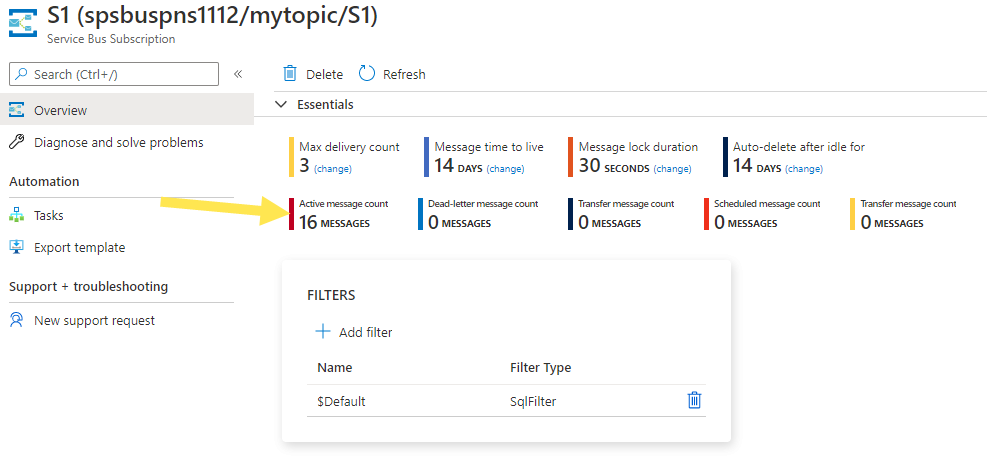 S1 (spsbuspns1112/mytopic/S1)
Service Bus Subscription
Search (Ctrl+/)
«
Delete Refresh
Overview
Diagnose and solve problems
Automation
Tasks
Export template
Support + troubleshooting
New support request
Essentials
Max delivery count Message time to live Message lock duration Auto-delete after idle for
3 (change) 14 DAYS (change) 30 SECONDS (change) 14 DAYS (change)
Active message count Dead-letter message count Transfer message count Scheduled message count Transfer message count
16 MESSAGES 0 MESSAGES 0 MESSAGES 0 MESSAGES 0 MESSAGES
FILTERS
Add filter
Name Filter Type
$Default SqlFilter